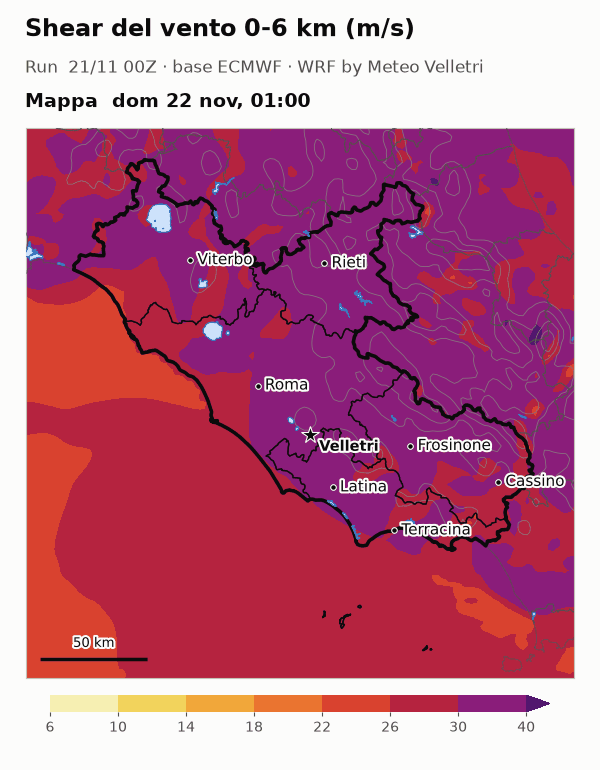 Shear del vento 0-6 km (m/s)
Run  21/11 00Z · base ECMWF · WRF by Meteo Velletri
Mappa  dom 22 nov, 01:00
Viterbo
Rieti
Roma
Velletri
Frosinone
Latina
Cassino
Terracina
50 km
6 10 14 18 22 26 30 40